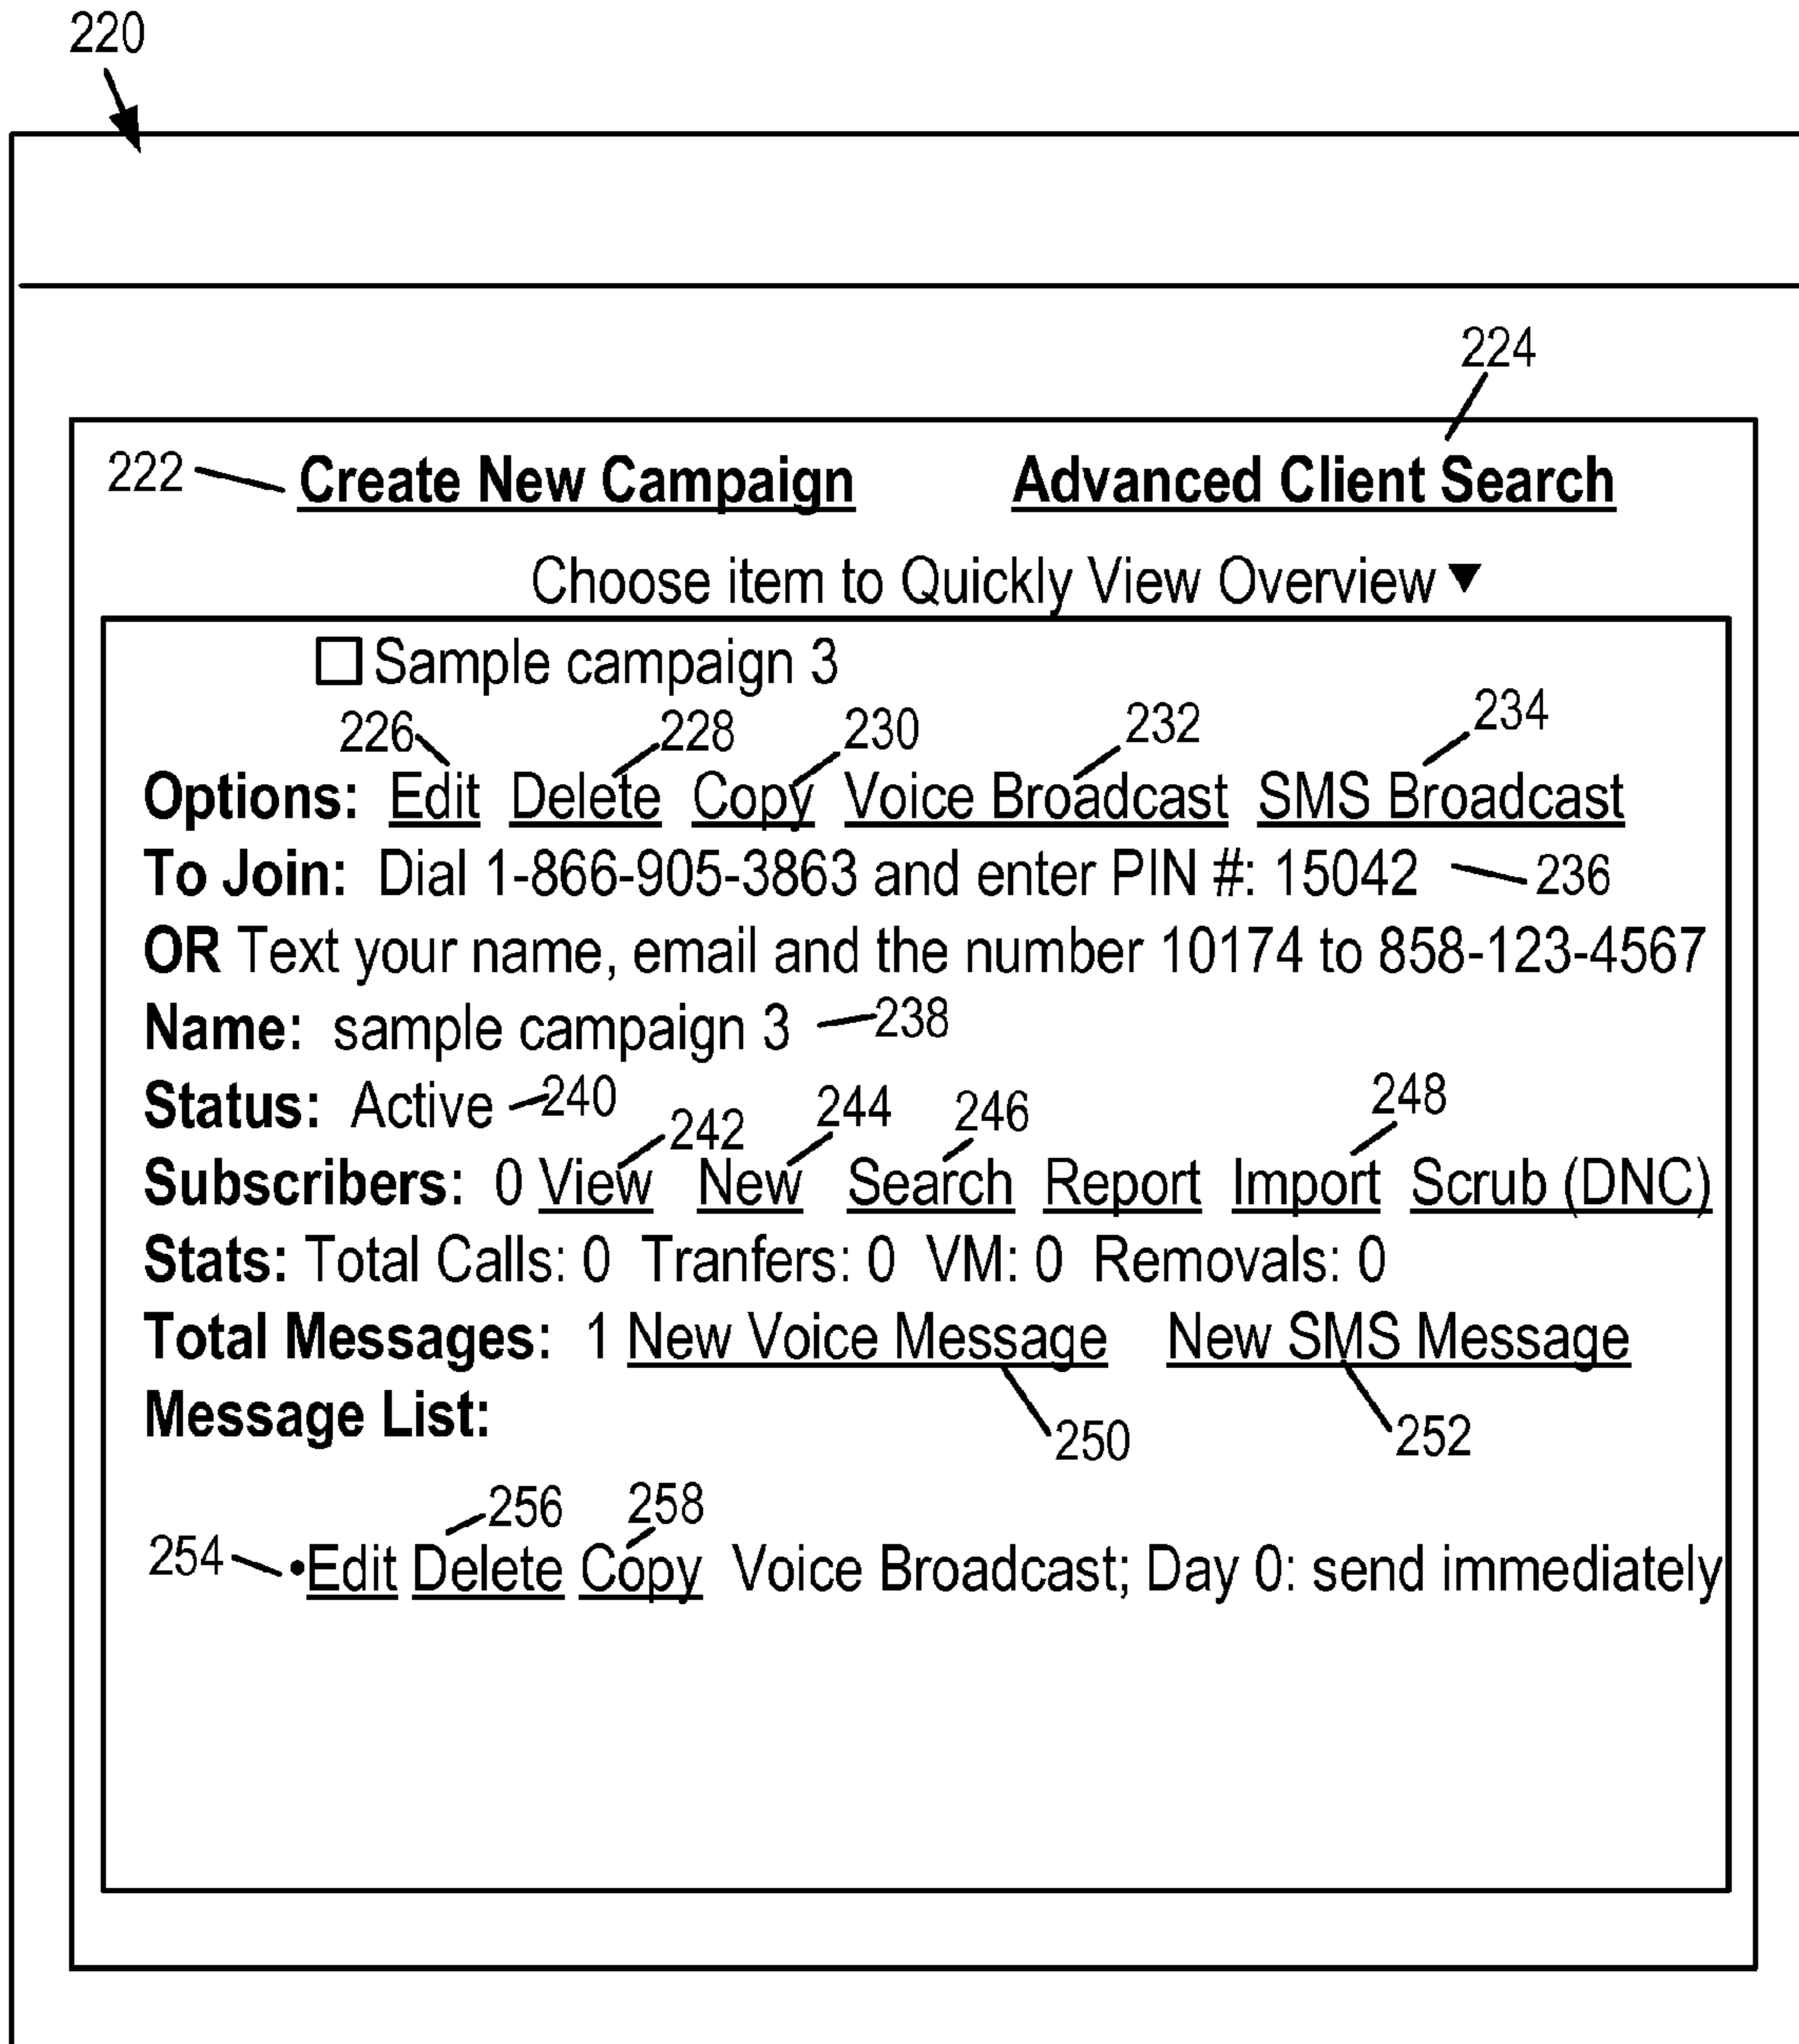 220
224
222 Create New Campaign Advanced Client Search
Choose item to Quickly View Overview ▼
Sample campaign 3
226 228 230 232 234
Options: Edit Delete Copy Voice Broadcast SMS Broadcast
To Join: Dial 1-866-905-3863 and enter PIN #: 15042 236
OR Text your name, email and the number 10174 to 858-123-4567
Name: sample campaign 3 238
Status: Active 240
242 244 246 248
Subscribers: 0 View New Search Report Import Scrub (DNC)
Stats: Total Calls: 0 Tranfers: 0 VM: 0 Removals: 0
Total Messages: 1 New Voice Message New SMS Message
Message List:
250 252
256 258
254 •Edit Delete Copy Voice Broadcast; Day 0: send immediately